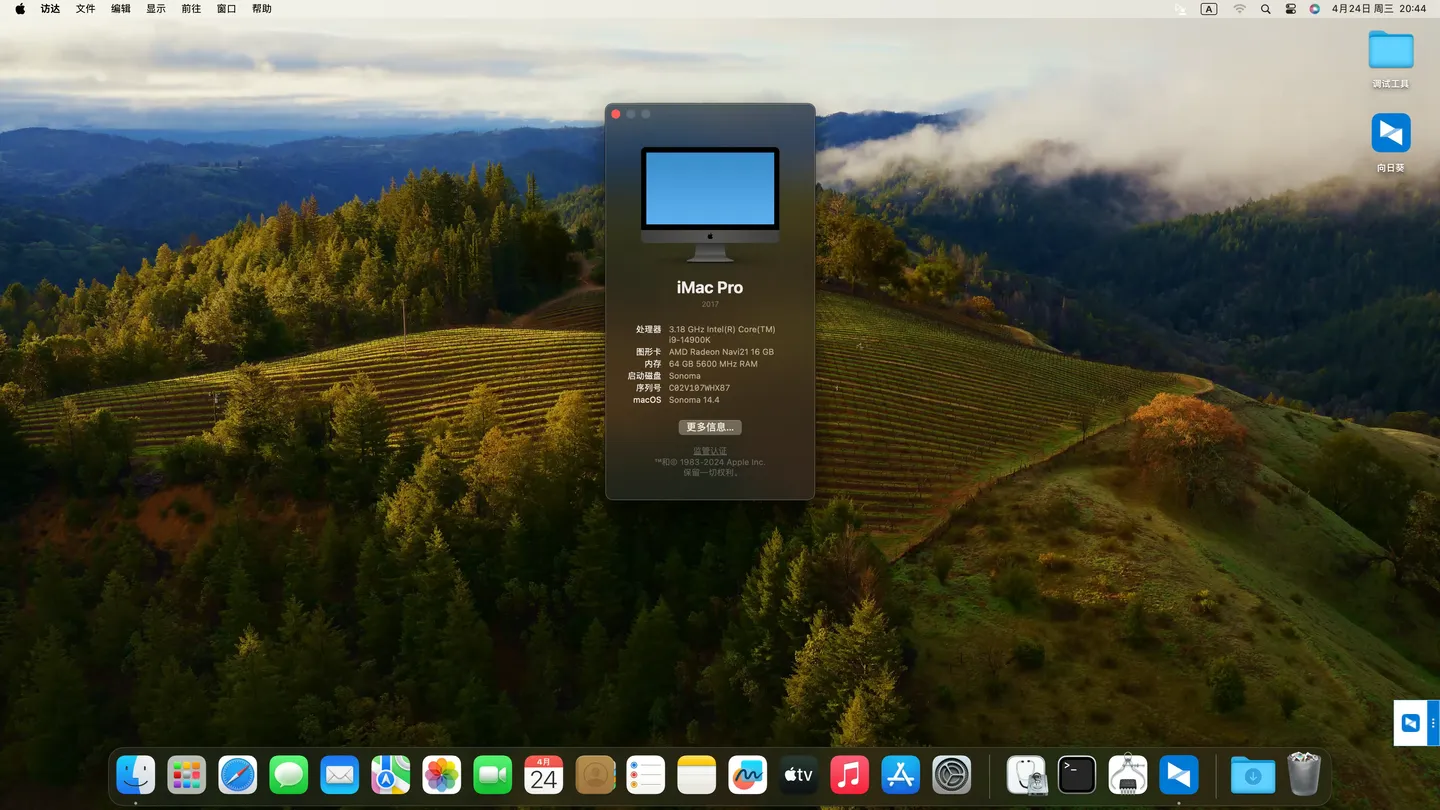 访达 文件 编辑 显示 前往 窗口 帮助 A 4月24日 周三 20:44
调试工具
向日葵
iMac Pro
2017
处理器 3.18 GHz Intel(R) Core(TM)
i9-14900K
图形卡 AMD Radeon Navi21 16 GB
内存 64 GB 5600 MHz RAM
启动磁盘 Sonoma
序列号 C02V107WHX87
macOS Sonoma 14.4
更多信息...
监管认证
™和© 1983-2024 Apple Inc.
保留一切权利。
4月
24
tv
>_